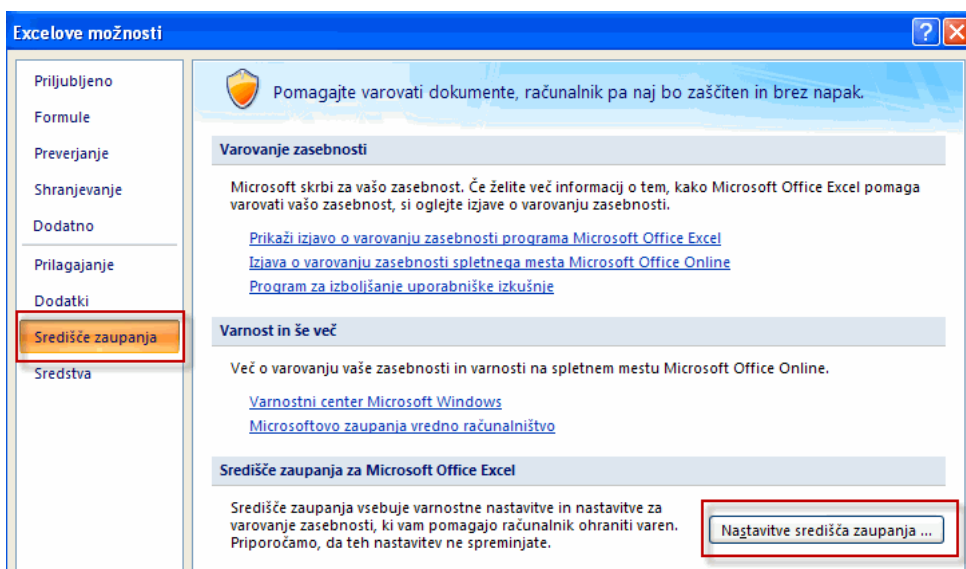 Excelove možnosti
Priljubljeno
Formule
Preverjanje
Shranjevanje
Dodatno
Prilagajanje
Dodatki
Središče zaupanja
Sredstva
Pomagajte varovati dokumente, računalnik pa naj bo zaščiten in brez napak.
Varovanje zasebnosti
Microsoft skrbi za vašo zasebnost. Če želite več informacij o tem, kako Microsoft Office Excel pomaga
varovati vašo zasebnost, si oglejte izjave o varovanju zasebnosti.
Prikaži izjavo o varovanju zasebnosti programa Microsoft Office Excel
Izjava o varovanju zasebnosti spletnega mesta Microsoft Office Online
Program za izboljšanje uporabniške izkušnje
Varnost in še več
Več o varovanju vaše zasebnosti in varnosti na spletnem mestu Microsoft Office Online.
Varnostni center Microsoft Windows
Microsoftovo zaupanja vredno računalništvo
Središče zaupanja za Microsoft Office Excel
Središče zaupanja vsebuje varnostne nastavitve in nastavitve za
varovanje zasebnosti, ki vam pomagajo računalnik ohraniti varen.
Priporočamo, da teh nastavitev ne spreminjate.
Nastavitve središča zaupanja ...